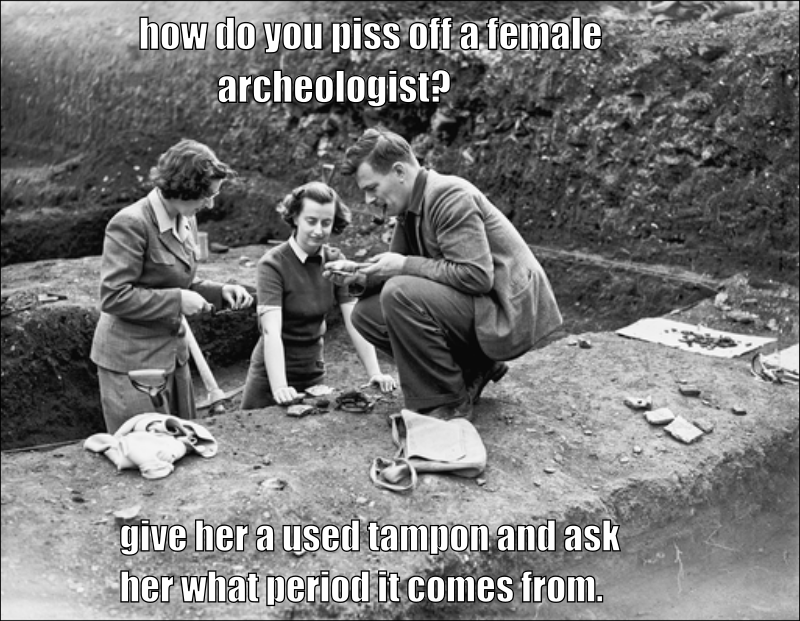 how do you piss off a female
archeologist?
give her a used tampon and ask
her what period it comes from.